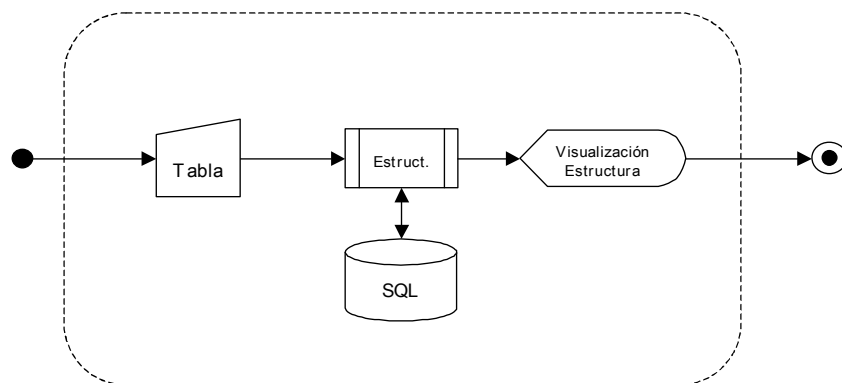 Tabla
Estruct.
Visualización
Estructura
SQL